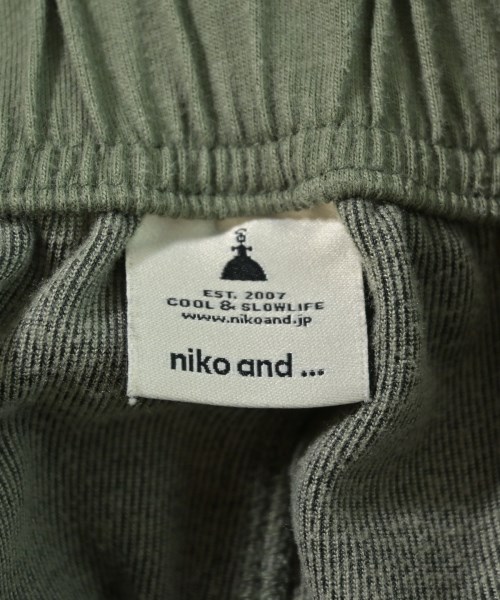 EST. 2007
COOL & SLOWLIFE
www.nikoand.jp
niko and ...